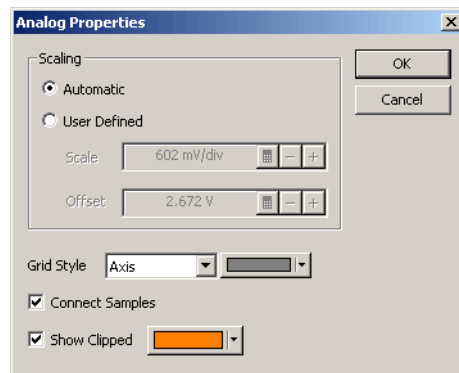 Analog Properties
Scaling
Automatic
User Defined
Scale 602 mV/div - +
Offset 2.672 V - +
OK
Cancel
Grid Style Axis
Connect Samples
Show Clipped